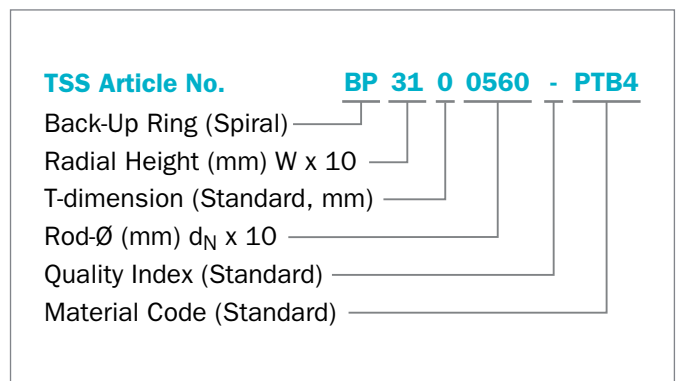 TSS Article No. BP 31 0 0560 - PTB4
Back-Up Ring (Spiral)
Radial Height (mm) W x 10
T-dimension (Standard, mm)
Rod-Ø (mm) dN x 10
Quality Index (Standard)
Material Code (Standard)